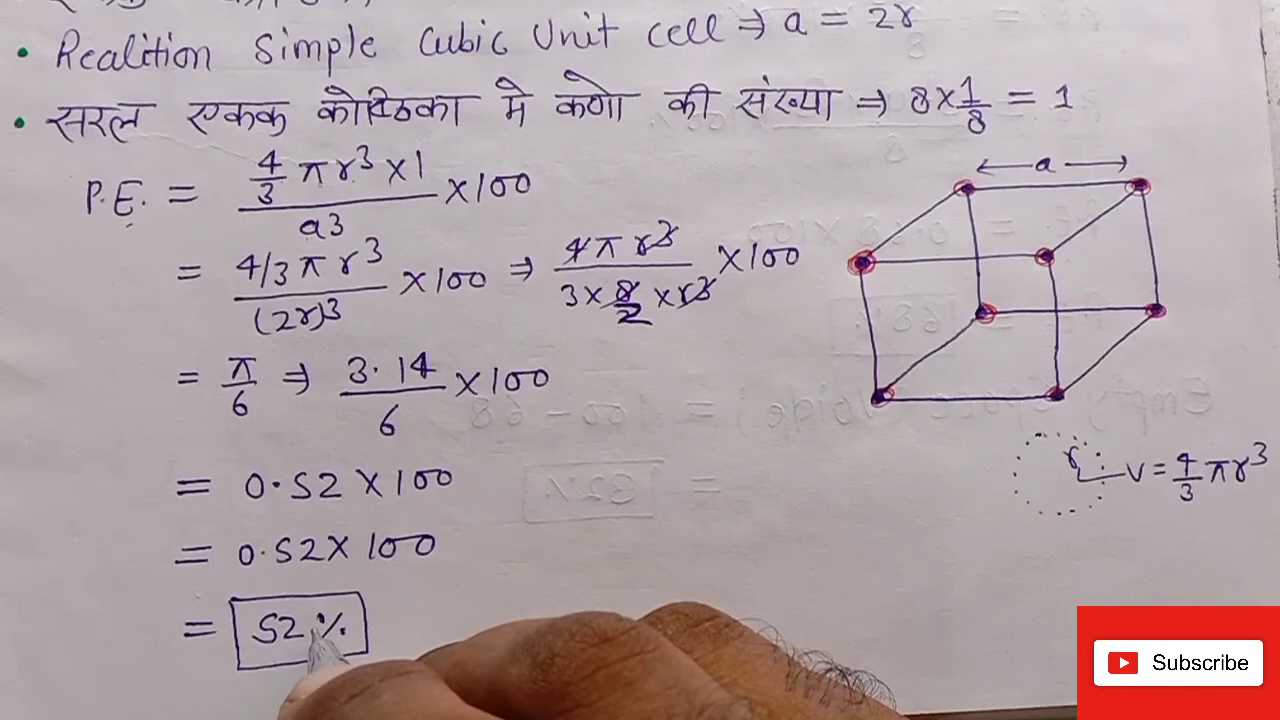 • Realition Simple Cubic Unit cell ⇒ a = 2r
• सरल एकक कोष्ठिका मे कणो की संख्या ⇒ 8 × 1/8 = 1
P.E. = (4/3 π r³ × 1) / a³ × 100
= (4/3 π r³) / (2r)³ × 100 ⇒ (4 π r³) / (3 × 8 × r³) × 100
2
= π/6 ⇒ 3.14/6 × 100
= 0.52 × 100
= 0.52 × 100
= 52%
a
r
V = 4/3 π r³
Subscribe